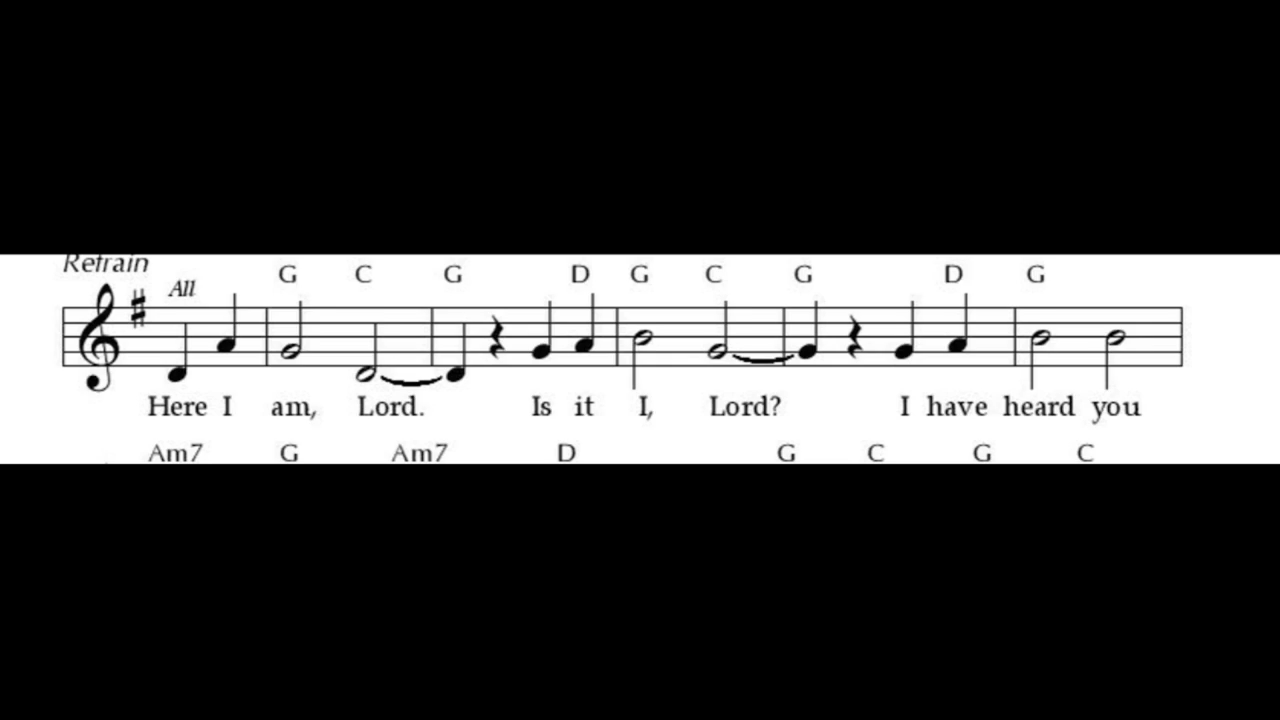 Refrain
G C G D G C G D G
All
Here I am, Lord. Is it I, Lord? I have heard you
Am7 G Am7 D G C G C